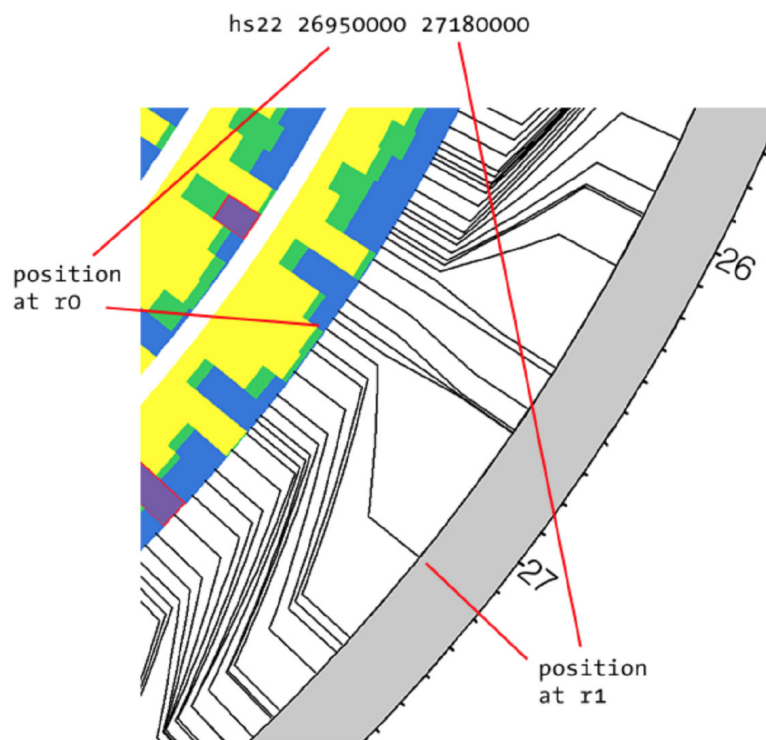 hs22 26950000 27180000
26
position
at r0
27
position
at r1